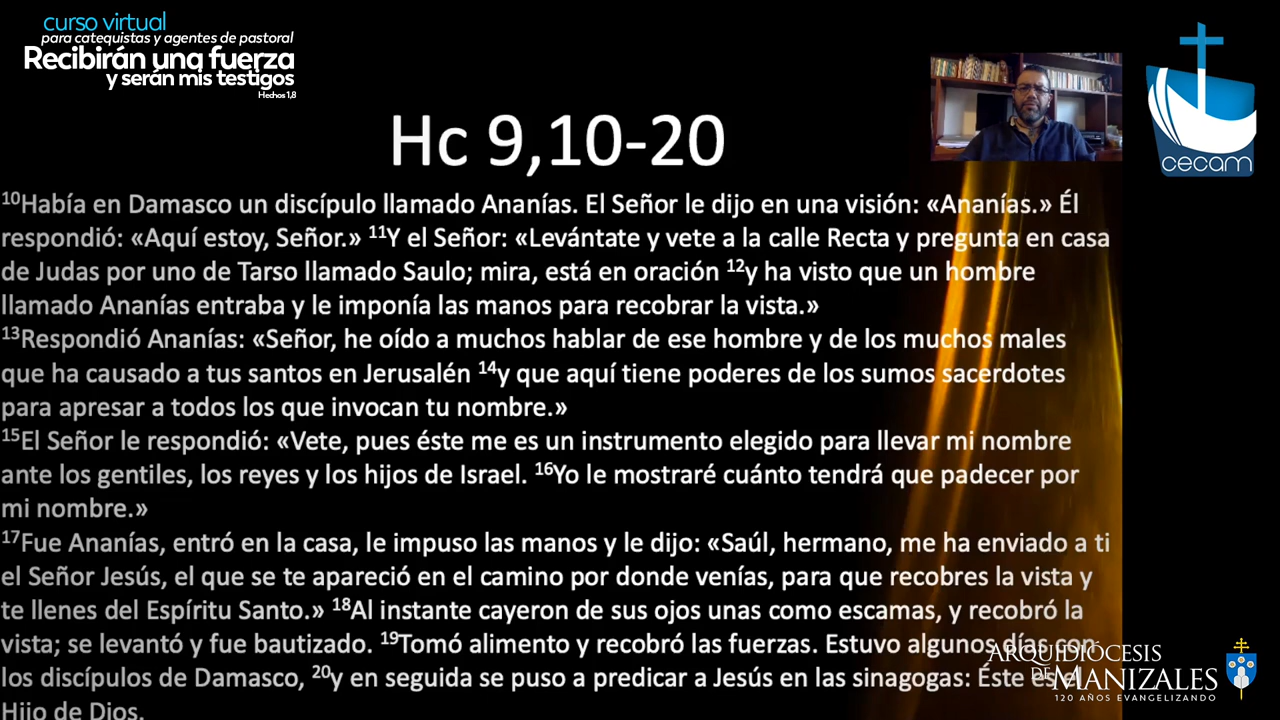 curso virtual
para catequistas y agentes de pastoral
Recibirán una fuerza
y serán mis testigos
Hechos 1,8
cecam
Hc 9,10-20
10Había en Damasco un discípulo llamado Ananías. El Señor le dijo en una visión: «Ananías.» Él
respondió: «Aquí estoy, Señor.» 11Y el Señor: «Levántate y vete a la calle Recta y pregunta en casa
de Judas por uno de Tarso llamado Saulo; mira, está en oración 12y ha visto que un hombre
llamado Ananías entraba y le imponía las manos para recobrar la vista.»
13Respondió Ananías: «Señor, he oído a muchos hablar de ese hombre y de los muchos males
que ha causado a tus santos en Jerusalén 14y que aquí tiene poderes de los sumos sacerdotes
para apresar a todos los que invocan tu nombre.»
15El Señor le respondió: «Vete, pues éste me es un instrumento elegido para llevar mi nombre
ante los gentiles, los reyes y los hijos de Israel. 16Yo le mostraré cuánto tendrá que padecer por
mi nombre.»
17Fue Ananías, entró en la casa, le impuso las manos y le dijo: «Saúl, hermano, me ha enviado a ti
el Señor Jesús, el que se te apareció en el camino por donde venías, para que recobres la vista y
te llenes del Espíritu Santo.» 18Al instante cayeron de sus ojos unas como escamas, y recobró la
vista; se levantó y fue bautizado. 19Tomó alimento y recobró las fuerzas. Estuvo algunos días con
los discípulos de Damasco, 20y en seguida se puso a predicar a Jesús en las sinagogas: Éste es el
Hijo de Dios.
ARQUIDIÓCESIS
DE MANIZALES
120 AÑOS EVANGELIZANDO